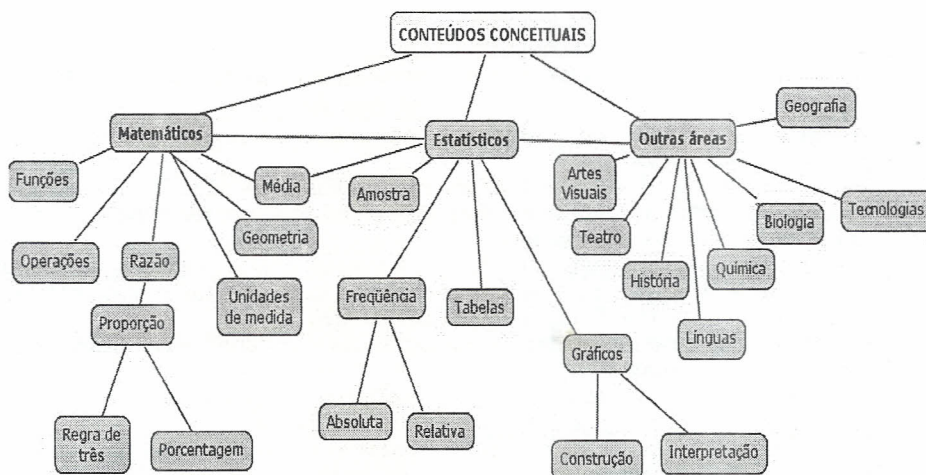 CONTEÚDOS CONCEITUAIS
Matemáticos
Estatísticos
Outras áreas
Geografia
Funções
Média
Amostra
Artes
Visuais
Tecnologias
Operações
Razão
Geometria
Teatro
Biologia
Unidades
de medida
Freqüência
Tabelas
História
Química
Proporção
Gráficos
Línguas
Regra de
três
Porcentagem
Absoluta
Relativa
Construção
Interpretação